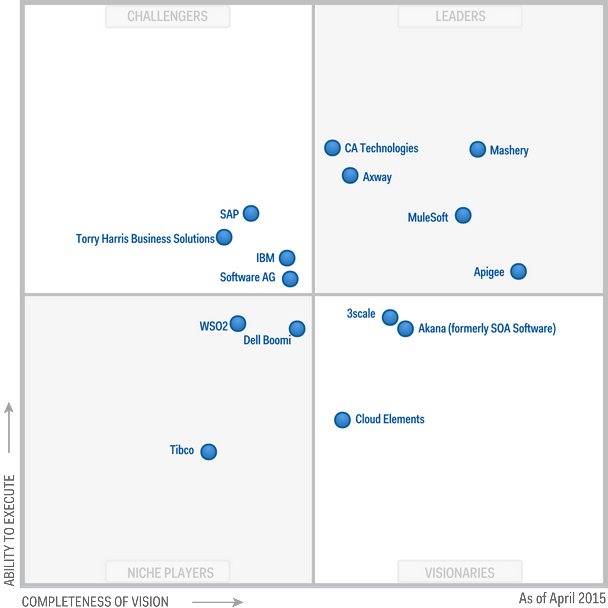 CHALLENGERS
LEADERS
CA Technologies
Mashery
Axway
SAP
MuleSoft
Torry Harris Business Solutions
IBM
Apigee
Software AG
3scale
WSO2
Akana (formerly SOA Software)
Dell Boomi
Cloud Elements
Tibco
ABILITY TO EXECUTE
NICHE PLAYERS
VISIONARIES
COMPLETENESS OF VISION
As of April 2015